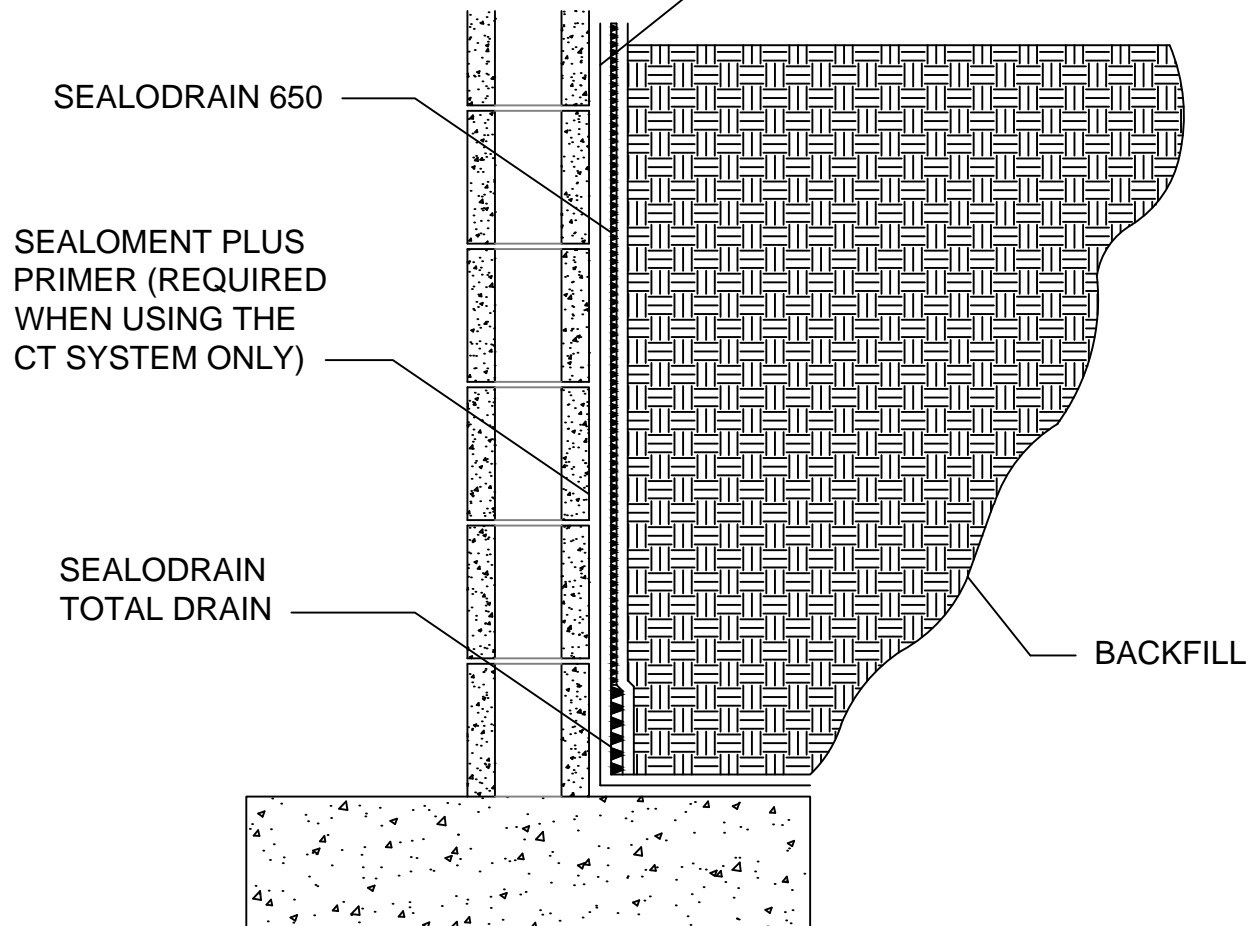 SEALODRAIN 650
SEALOMENT PLUS
PRIMER (REQUIRED
WHEN USING THE
CT SYSTEM ONLY)
SEALODRAIN
TOTAL DRAIN
BACKFILL